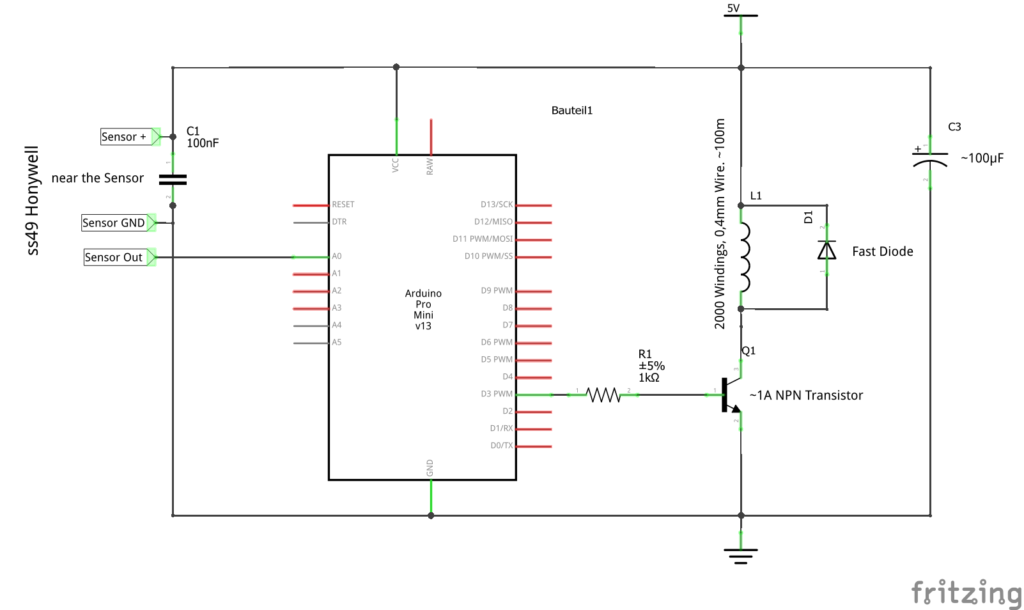 5V
Bauteil1
C3
+
~100µF
Sensor +
C1
100nF
ss49 Honywell
near the Sensor
Sensor GND
Sensor Out
VCC
RAW
RESET
DTR
A0
A1
A2
A3
A4
A5
Arduino
Pro
Mini
v13
D13/SCK
D12/MISO
D11 PWM/MOSI
D10 PWM/SS
D9 PWM
D8
D7
D6 PWM
D5 PWM
D4
D3 PWM
D2
D1/RX
D0/TX
GND
R1
±5%
1kΩ
1
2
2000 Windings, 0,4mm Wire. ~100m
L1
D1
Fast Diode
Q1
~1A NPN Transistor
fritzing